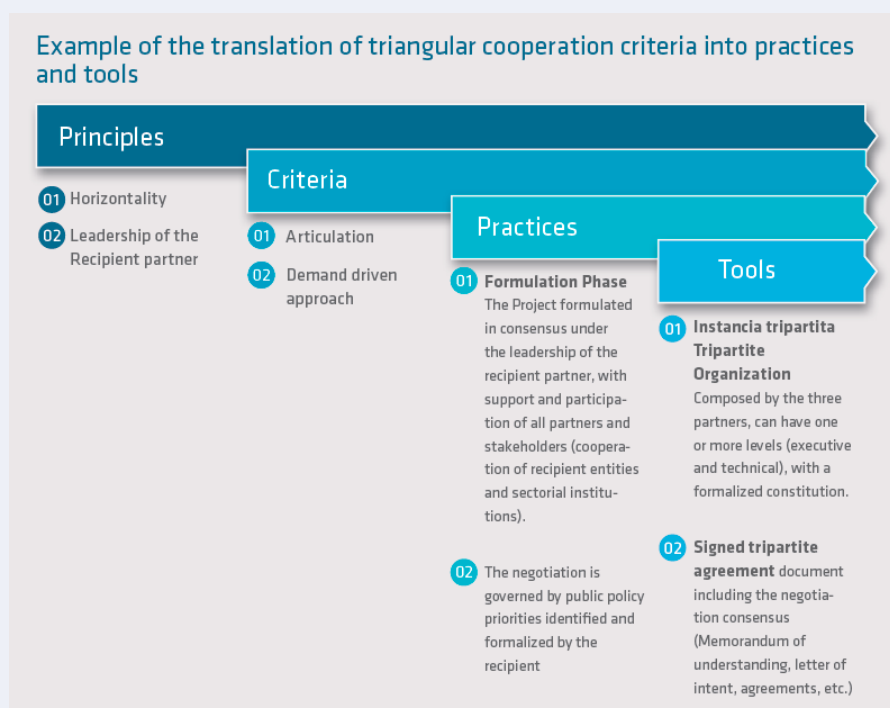 Example of the translation of triangular cooperation criteria into practices
and tools
Principles
01 Horizontality
02 Leadership of the
Recipient partner
Criteria
01 Articulation
02 Demand driven
approach
Practices
01 Formulation Phase
The Project formulated
in consensus under
the leadership of the
recipient partner, with
support and participa-
tion of all partners and
stakeholders (coopera-
tion of recipient entities
and sectorial institu-
tions).
02 The negotiation is
governed by public policy
priorities identified and
formalized by the
recipient
Tools
01 Instancia tripartita
Tripartite
Organization
Composed by the three
partners, can have one
or more levels (executive
and technical), with a
formalized constitution.
02 Signed tripartite
agreement document
including the negotia-
tion consensus
(Memorandum of
understanding, letter of
intent, agreements, etc.)